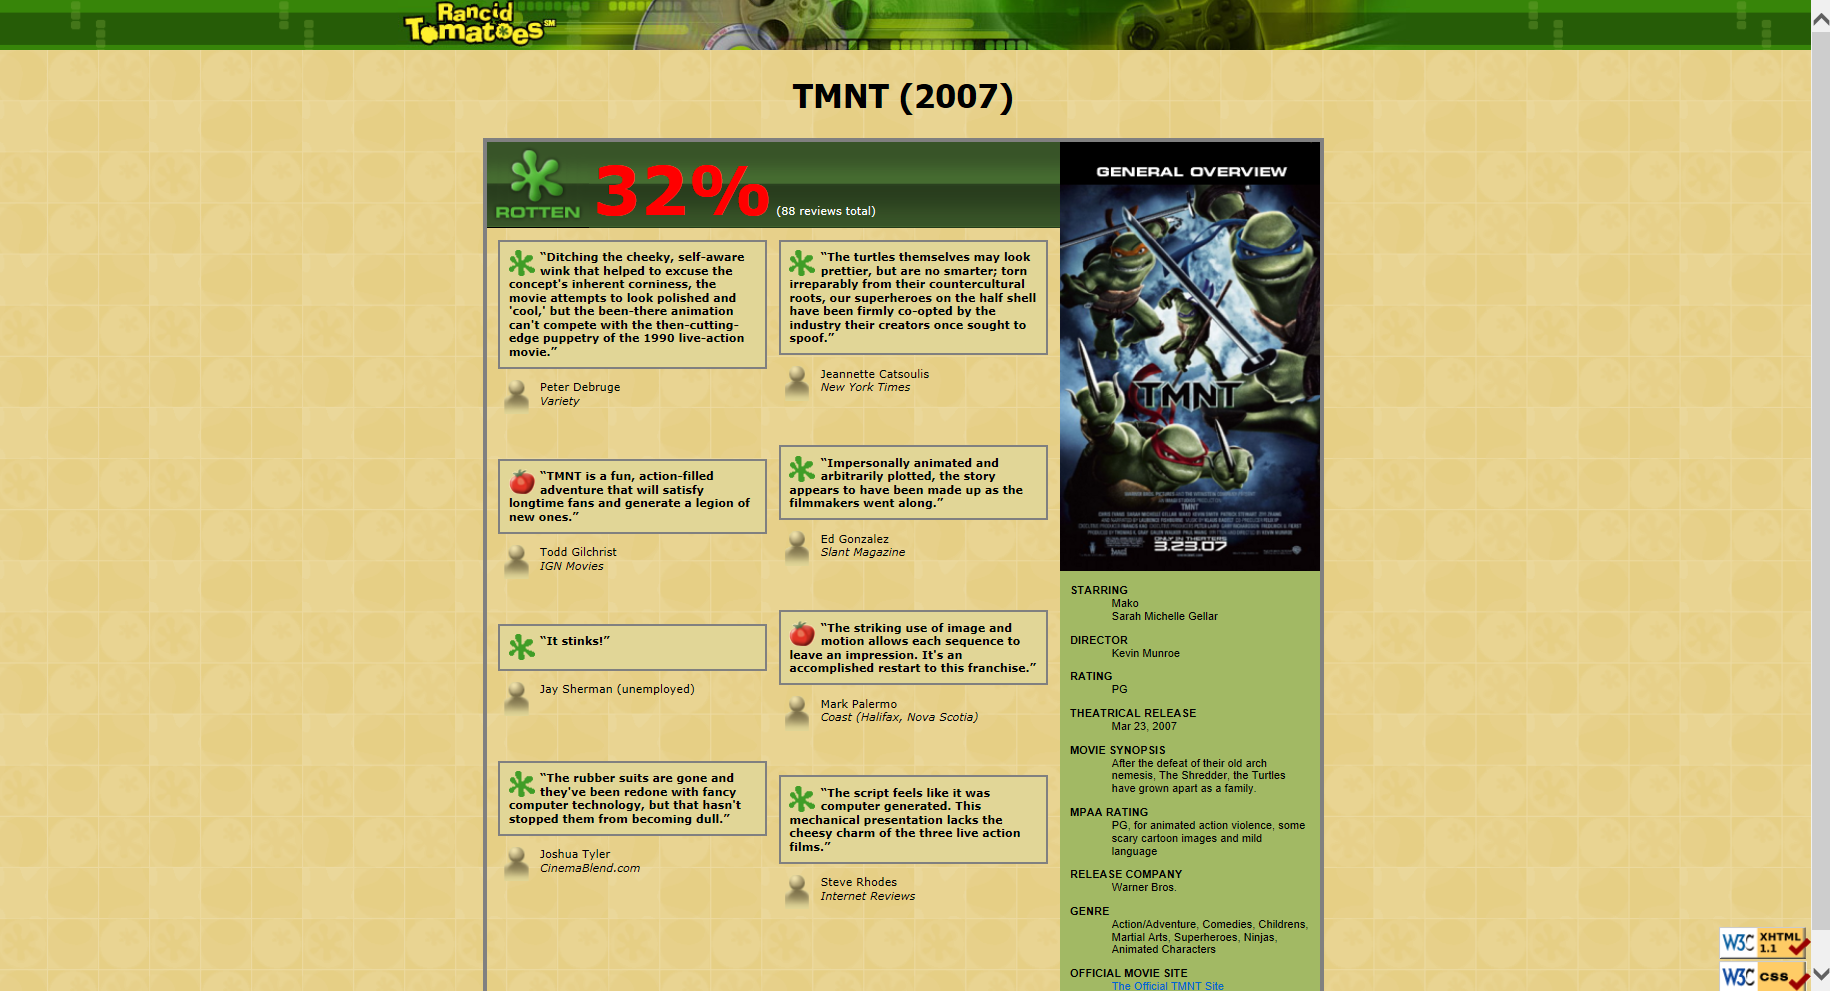 Rancid
Tomatoes SM
TMNT (2007)
ROTTEN
32% (88 reviews total)
“Ditching the cheeky, self-aware
wink that helped to excuse the
concept's inherent corniness, the
movie attempts to look polished and
'cool,' but the been-there animation
can't compete with the then-cutting-
edge puppetry of the 1990 live-action
movie.”
Peter Debruge
Variety
“TMNT is a fun, action-filled
adventure that will satisfy
longtime fans and generate a legion of
new ones.”
Todd Gilchrist
IGN Movies
“It stinks!”
Jay Sherman (unemployed)
“The rubber suits are gone and
they've been redone with fancy
computer technology, but that hasn't
stopped them from becoming dull.”
Joshua Tyler
CinemaBlend.com
“The turtles themselves may look
prettier, but are no smarter; torn
irreparably from their countercultural
roots, our superheroes on the half shell
have been firmly co-opted by the
industry their creators once sought to
spoof.”
Jeannette Catsoulis
New York Times
“Impersonally animated and
arbitrarily plotted, the story
appears to have been made up as the
filmmakers went along.”
Ed Gonzalez
Slant Magazine
“The striking use of image and
motion allows each sequence to
leave an impression. It's an
accomplished restart to this franchise.”
Mark Palermo
Coast (Halifax, Nova Scotia)
“The script feels like it was
computer generated. This
mechanical presentation lacks the
cheesy charm of the three live action
films.”
Steve Rhodes
Internet Reviews
GENERAL OVERVIEW
TMNT
TMNT
ONLY IN THEATERS
3.23.07
STARRING
Mako
Sarah Michelle Gellar
DIRECTOR
Kevin Munroe
RATING
PG
THEATRICAL RELEASE
Mar 23, 2007
MOVIE SYNOPSIS
After the defeat of their old arch
nemesis, The Shredder, the Turtles
have grown apart as a family.
MPAA RATING
PG, for animated action violence, some
scary cartoon images and mild
language
RELEASE COMPANY
Warner Bros.
GENRE
Action/Adventure, Comedies, Childrens,
Martial Arts, Superheroes, Ninjas,
Animated Characters
OFFICIAL MOVIE SITE
The Official TMNT Site
W3C XHTML
1.1
W3C CSS